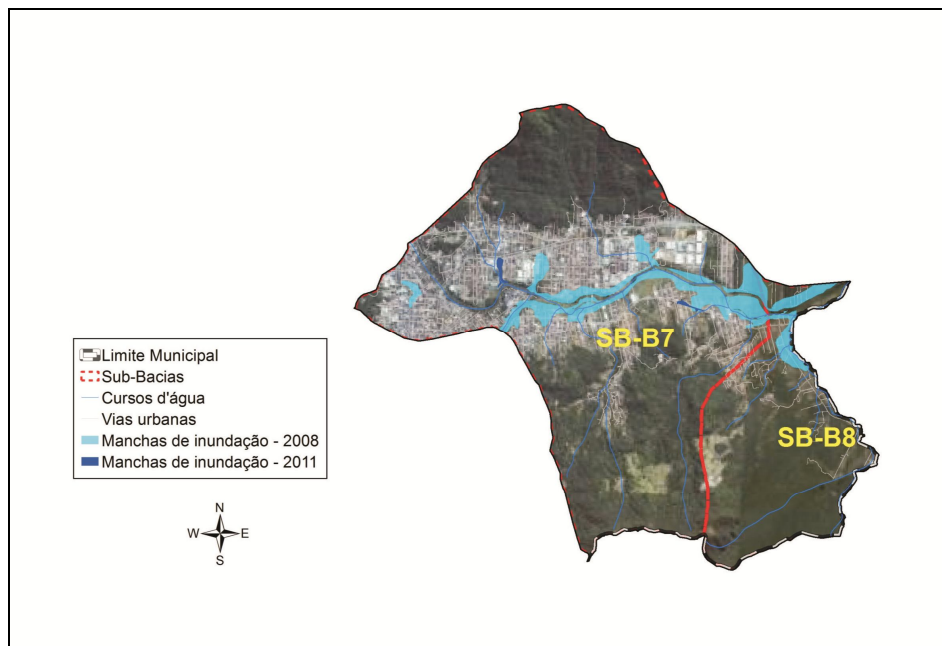 SB-B7
SB-B8
Limite Municipal
Sub-Bacias
Cursos d'água
Vias urbanas
Manchas de inundação - 2008
Manchas de inundação - 2011
N
W E
S